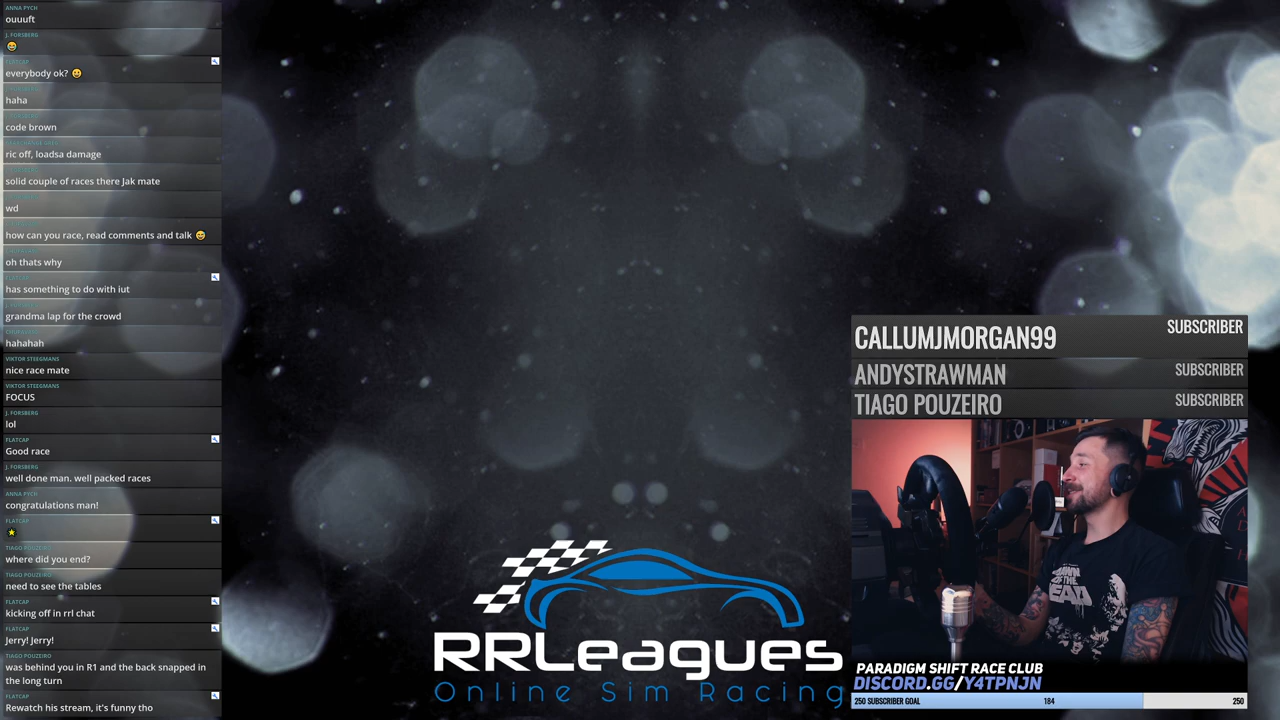 ANNA PYCH
ouuuft
J. FORSBERG
FLATCAP
everybody ok?
haha
code brown
ric off, loadsa damage
solid couple of races there Jak mate
wd
how can you race, read comments and talk
oh thats why
has something to do with iut
grandma lap for the crowd
hahahah
VIKTOR STEEGMANS
nice race mate
VIKTOR STEEGMANS
FOCUS
J. FORSBERG
lol
FLATCAP
Good race
J. FORSBERG
well done man. well packed races
ANNA PYCH
congratulations man!
FLATCAP
TIAGO POUZEIRO
where did you end?
TIAGO POUZEIRO
need to see the tables
FLATCAP
kicking off in rrl chat
FLATCAP
Jerry! Jerry!
TIAGO POUZEIRO
was behind you in R1 and the back snapped in
the long turn
FLATCAP
Rewatch his stream, it's funny tho
RRLeagues
Online Sim Racing
CALLUMJMORGAN99 SUBSCRIBER
ANDYSTRAWMAN SUBSCRIBER
TIAGO POUZEIRO SUBSCRIBER
DAWN
OF THE
DEAD
PARADIGM SHIFT RACE CLUB
DISCORD.GG/Y4TPNJN
250 SUBSCRIBER GOAL 184 250